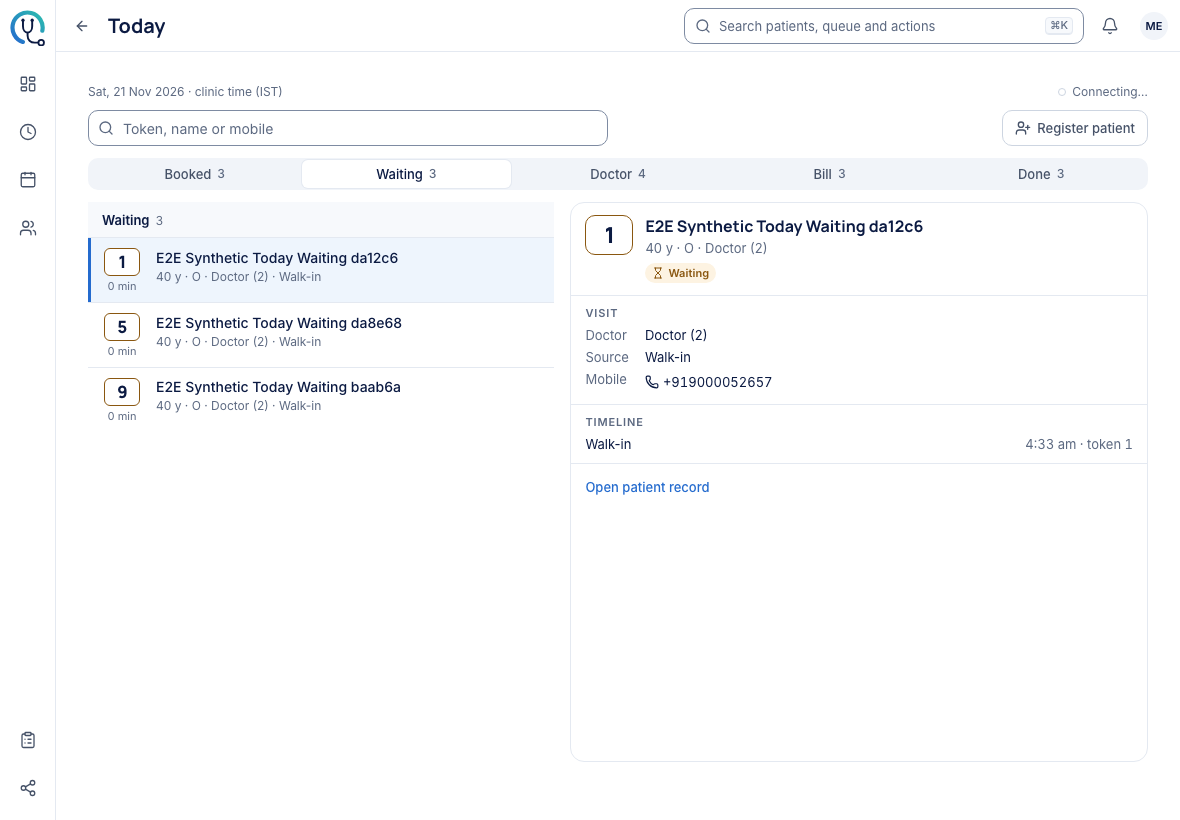 Today
Search patients, queue and actions
⌘K
ME
Sat, 21 Nov 2026 · clinic time (IST)
Connecting...
Token, name or mobile
Register patient
Booked 3
Waiting 3
Doctor 4
Bill 3
Done 3
Waiting 3
1
E2E Synthetic Today Waiting da12c6
0 min
40 y · O · Doctor (2) · Walk-in
5
E2E Synthetic Today Waiting da8e68
0 min
40 y · O · Doctor (2) · Walk-in
9
E2E Synthetic Today Waiting baab6a
0 min
40 y · O · Doctor (2) · Walk-in
1
E2E Synthetic Today Waiting da12c6
40 y · O · Doctor (2)
Waiting
VISIT
Doctor Doctor (2)
Source Walk-in
Mobile +919000052657
TIMELINE
Walk-in 4:33 am · token 1
Open patient record